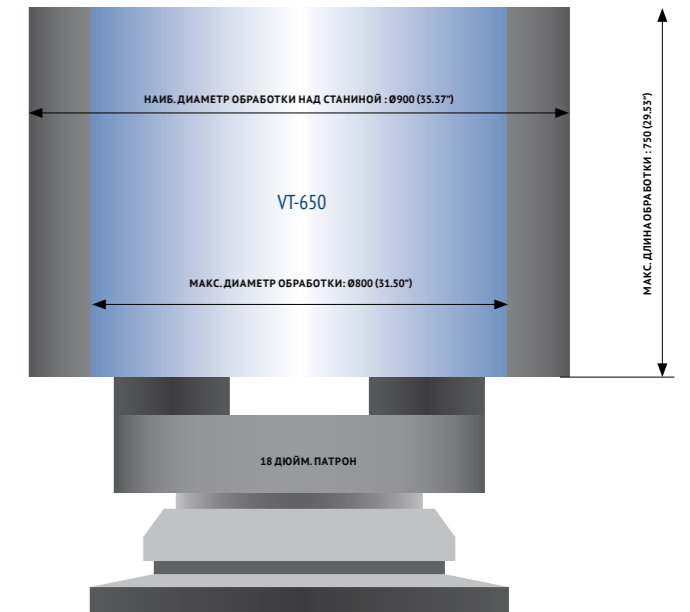 НАИБ. ДИАМЕТР ОБРАБОТКИ НАД СТАНИНОЙ : Ø900 (35.37")
VT-650
МАКС. ДИАМЕТР ОБРАБОТКИ: Ø800 (31.50")
МАКС. ДЛИНА ОБРАБОТКИ : 750 (29.53")
18 ДЮЙМ. ПАТРОН